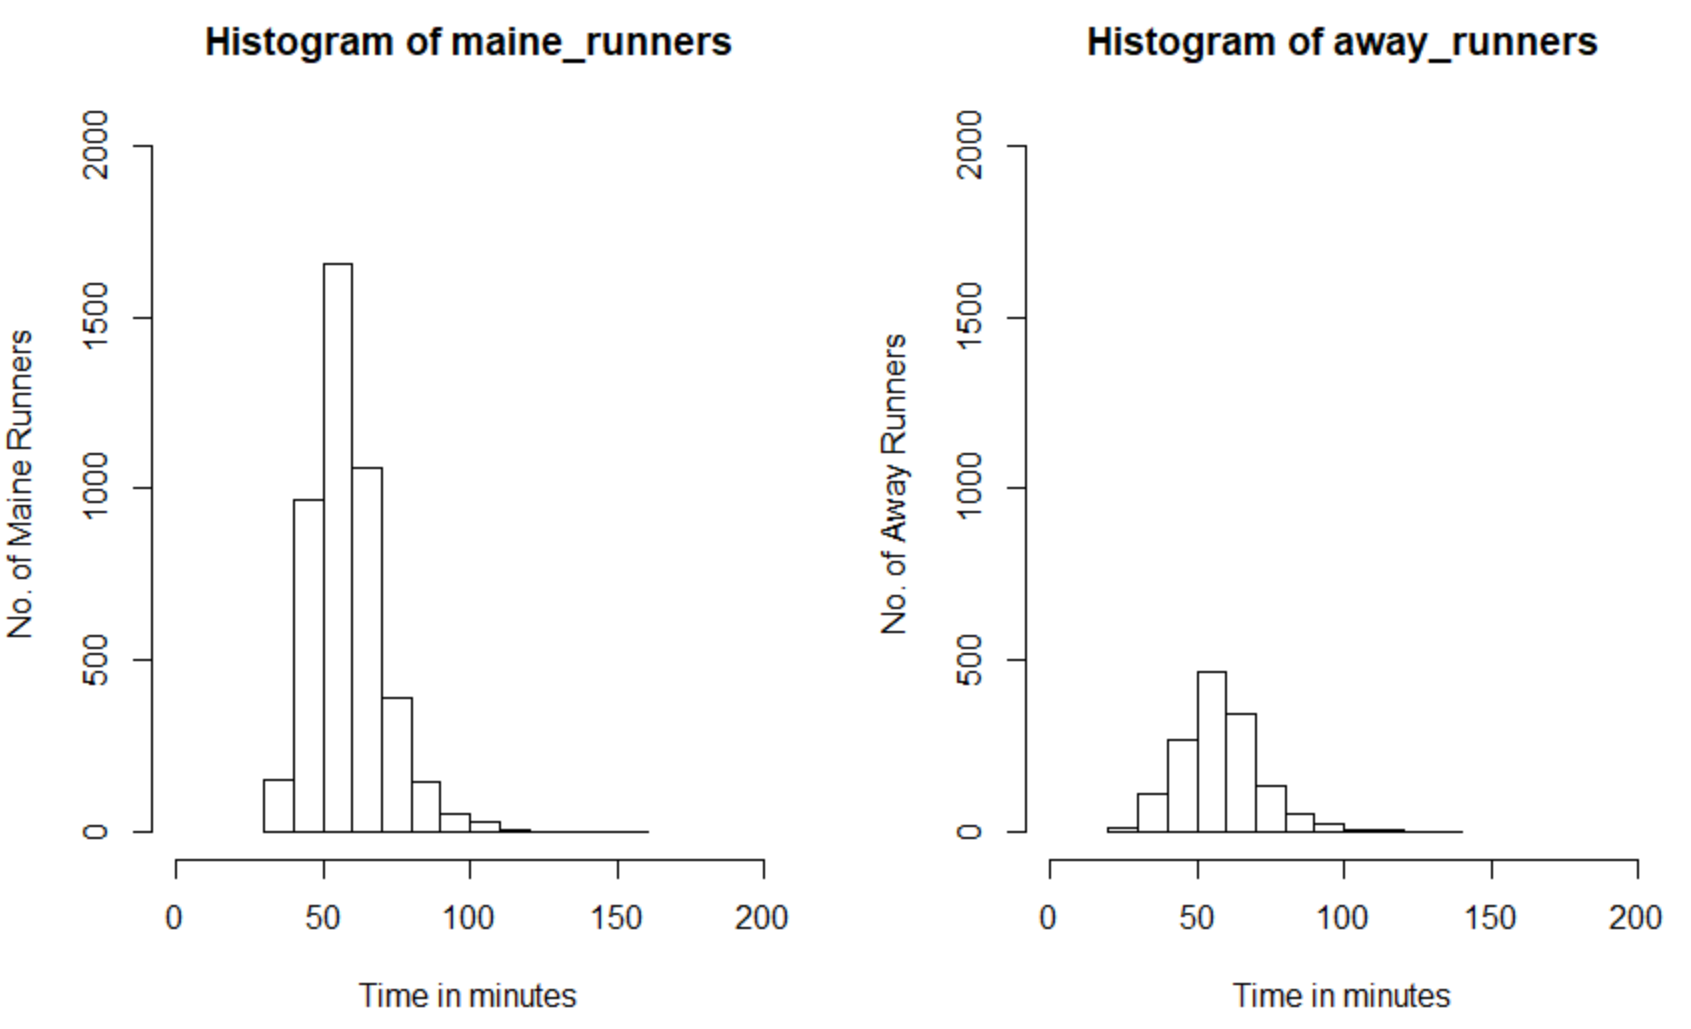 Histogram of maine_runners
No. of Maine Runners
2000
1500
1000
500
0
0 50 100 150 200
Time in minutes
Histogram of away_runners
No. of Away Runners
2000
1500
1000
500
0
0 50 100 150 200
Time in minutes